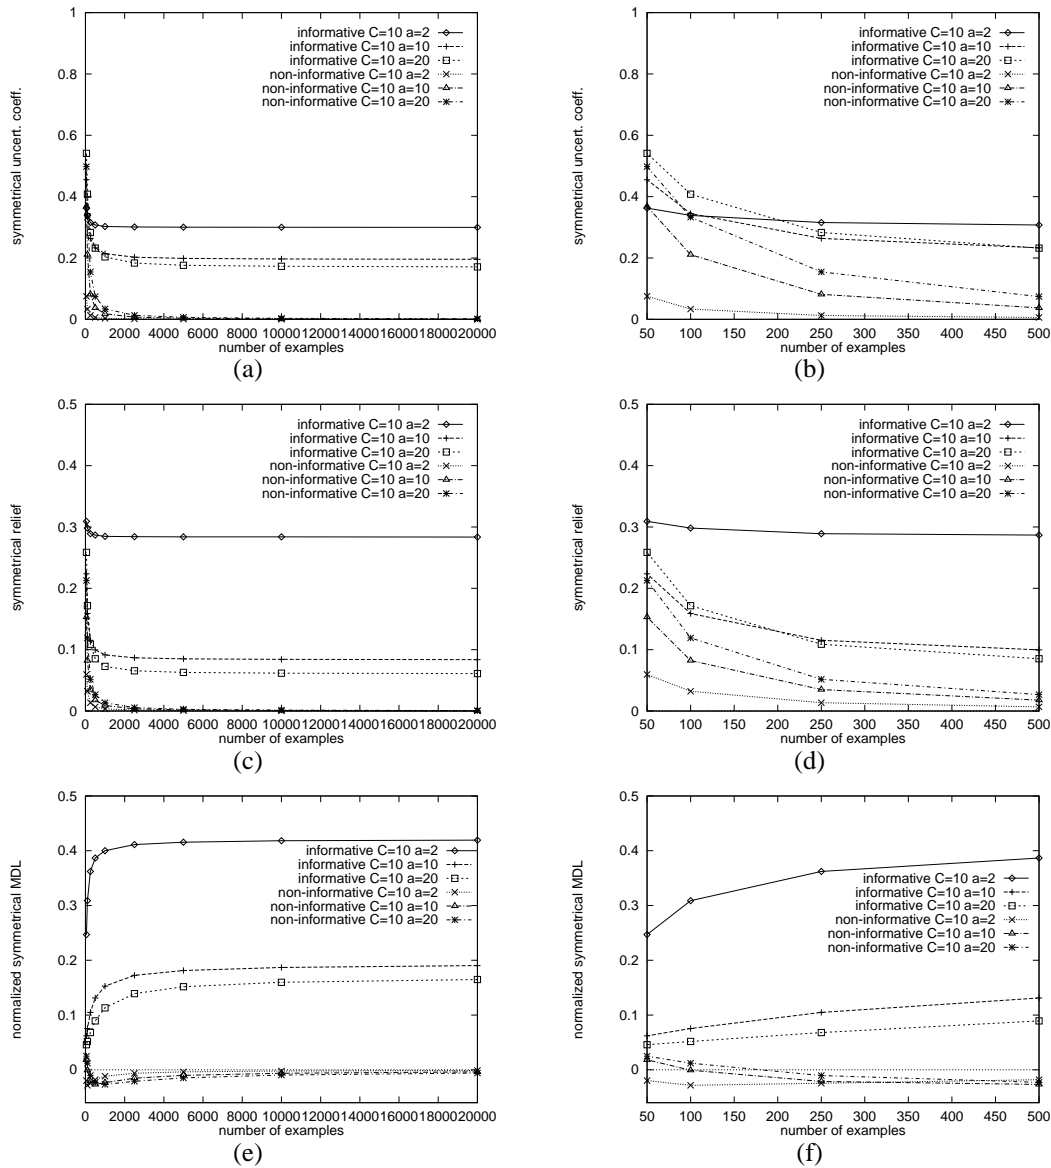 1
0.8
0.6
0.4
0.2
0
symmetrical uncert. coeff.
informative C=10 a=2
informative C=10 a=10
informative C=10 a=20
non-informative C=10 a=2
non-informative C=10 a=10
non-informative C=10 a=20
0 2000 4000 6000 8000 10000 12000 14000 16000 18000 20000
number of examples
(a)
1
0.8
0.6
0.4
0.2
0
symmetrical uncert. coeff.
informative C=10 a=2
informative C=10 a=10
informative C=10 a=20
non-informative C=10 a=2
non-informative C=10 a=10
non-informative C=10 a=20
50 100 150 200 250 300 350 400 450 500
number of examples
(b)
0.5
0.4
0.3
0.2
0.1
0
symmetrical relief
informative C=10 a=2
informative C=10 a=10
informative C=10 a=20
non-informative C=10 a=2
non-informative C=10 a=10
non-informative C=10 a=20
0 2000 4000 6000 8000 10000 12000 14000 16000 18000 20000
number of examples
(c)
0.5
0.4
0.3
0.2
0.1
0
symmetrical relief
informative C=10 a=2
informative C=10 a=10
informative C=10 a=20
non-informative C=10 a=2
non-informative C=10 a=10
non-informative C=10 a=20
50 100 150 200 250 300 350 400 450 500
number of examples
(d)
0.5
0.4
0.3
0.2
0.1
0
normalized symmetrical MDL
informative C=10 a=2
informative C=10 a=10
informative C=10 a=20
non-informative C=10 a=2
non-informative C=10 a=10
non-informative C=10 a=20
0 2000 4000 6000 8000 10000 12000 14000 16000 18000 20000
number of examples
(e)
0.5
0.4
0.3
0.2
0.1
0
normalized symmetrical MDL
informative C=10 a=2
informative C=10 a=10
informative C=10 a=20
non-informative C=10 a=2
non-informative C=10 a=10
non-informative C=10 a=20
50 100 150 200 250 300 350 400 450 500
number of examples
(f)